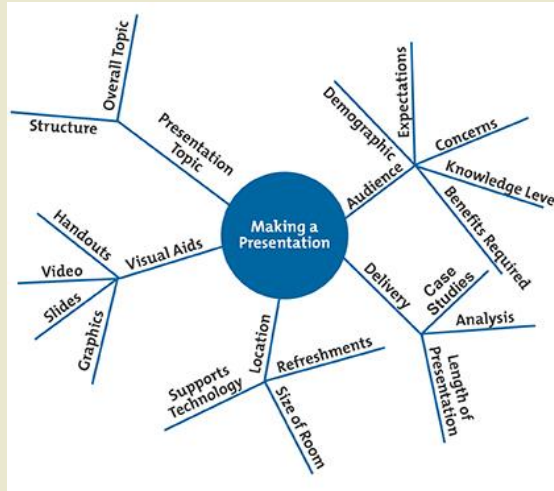 Making a
Presentation
Presentation
Topic
Overall Topic
Structure
Audience
Demographic
Expectations
Concerns
Knowledge Leve
Benefits Required
Delivery
Case
Studies
Analysis
Length of
Presentation
Location
Refreshments
Size of Room
Supports
Technology
Visual Aids
Handouts
Video
Slides
Graphics